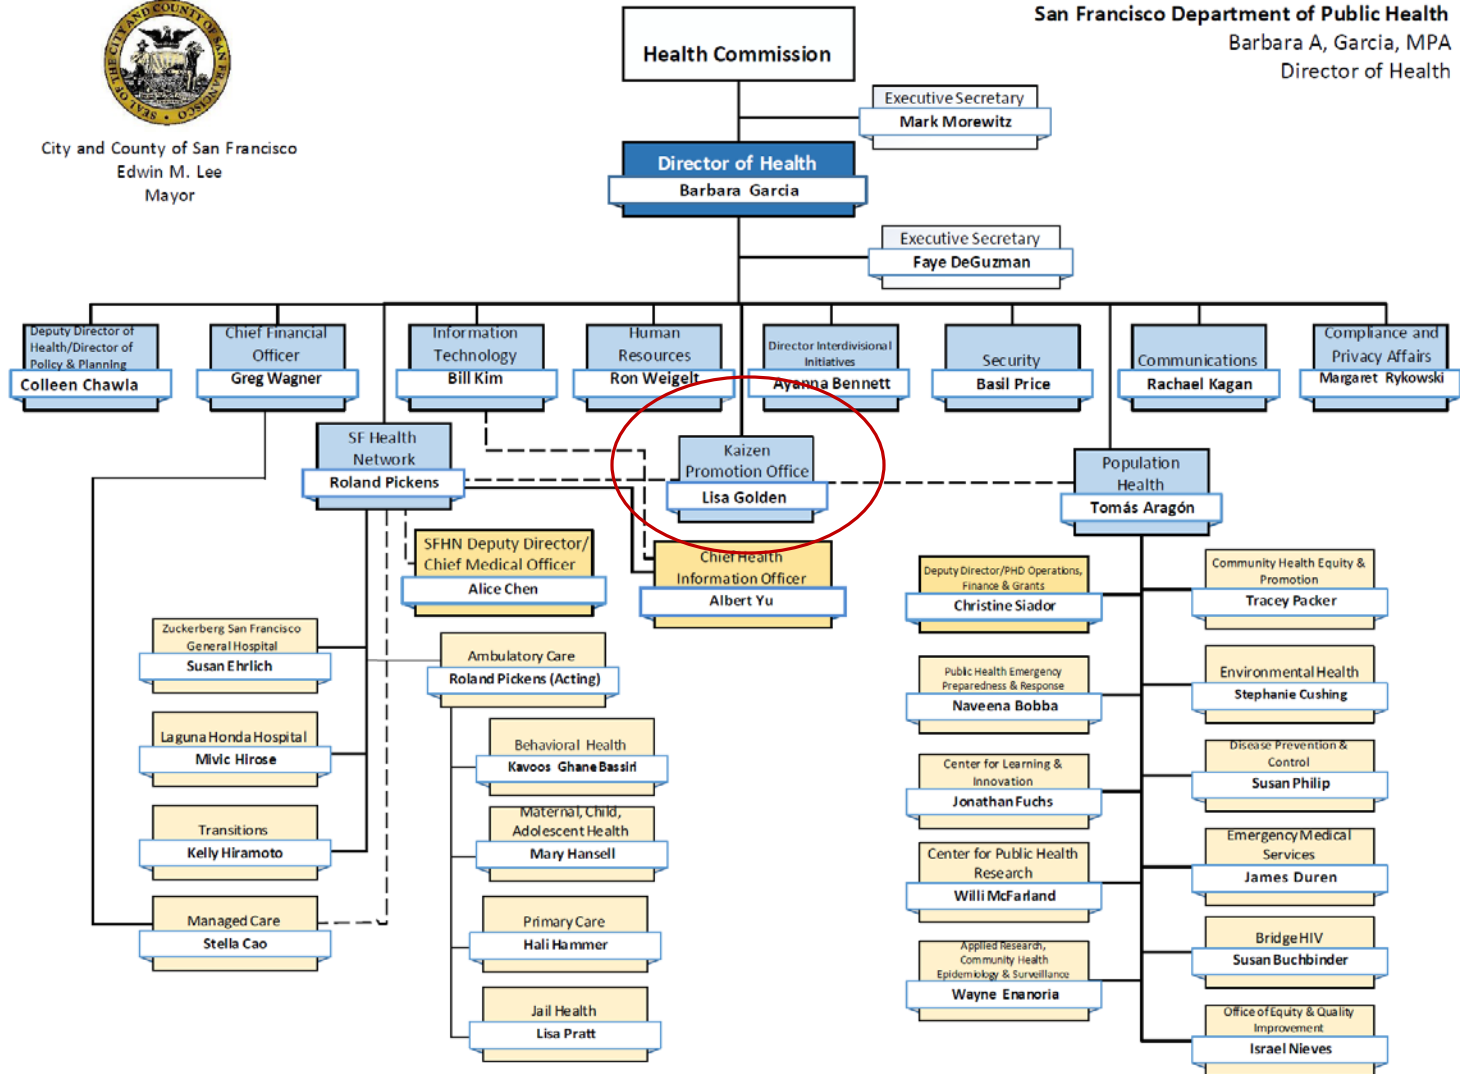 SEAL OF THE CITY AND COUNTY OF SAN FRANCISCO
City and County of San Francisco
Edwin M. Lee
Mayor
San Francisco Department of Public Health
Barbara A, Garcia, MPA
Director of Health
Health Commission
Executive Secretary
Mark Morewitz
Director of Health
Barbara Garcia
Executive Secretary
Faye DeGuzman
Deputy Director of
Health/Director of
Policy & Planning
Colleen Chawla
Chief Financial
Officer
Greg Wagner
Information
Technology
Bill Kim
Human
Resources
Ron Weigelt
Director Interdivisional
Initiatives
Ayanna Bennett
Security
Basil Price
Communications
Rachael Kagan
Compliance and
Privacy Affairs
Margaret Rykowski
SF Health
Network
Roland Pickens
Kaizen
Promotion Office
Lisa Golden
Population
Health
Tomás Aragón
SFHN Deputy Director/
Chief Medical Officer
Alice Chen
Chief Health
Information Officer
Albert Yu
Zuckerberg San Francisco
General Hospital
Susan Ehrlich
Laguna Honda Hospital
Mivic Hirose
Transitions
Kelly Hiramoto
Managed Care
Stella Cao
Ambulatory Care
Roland Pickens (Acting)
Behavioral Health
Kavoos Ghane Bassiri
Maternal, Child,
Adolescent Health
Mary Hansell
Primary Care
Hali Hammer
Jail Health
Lisa Pratt
Deputy Director/PHD Operations,
Finance & Grants
Christine Siador
Public Health Emergency
Preparedness & Response
Naveena Bobba
Center for Learning &
Innovation
Jonathan Fuchs
Center for Public Health
Research
Willi McFarland
Applied Research,
Community Health
Epidemiology & Surveillance
Wayne Enanoria
Community Health Equity &
Promotion
Tracey Packer
Environmental Health
Stephanie Cushing
Disease Prevention &
Control
Susan Philip
Emergency Medical
Services
James Duren
Bridge HIV
Susan Buchbinder
Office of Equity & Quality
Improvement
Israel Nieves